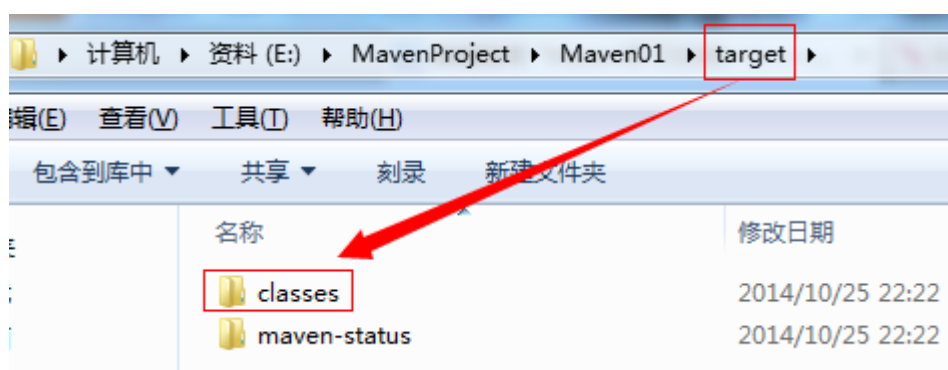 计算机 资料 (E:) MavenProject Maven01 target
辑(E) 查看(V) 工具(T) 帮助(H)
包含到库中 共享 刻录 新建文件夹
名称 修改日期
classes 2014/10/25 22:22
maven-status 2014/10/25 22:22